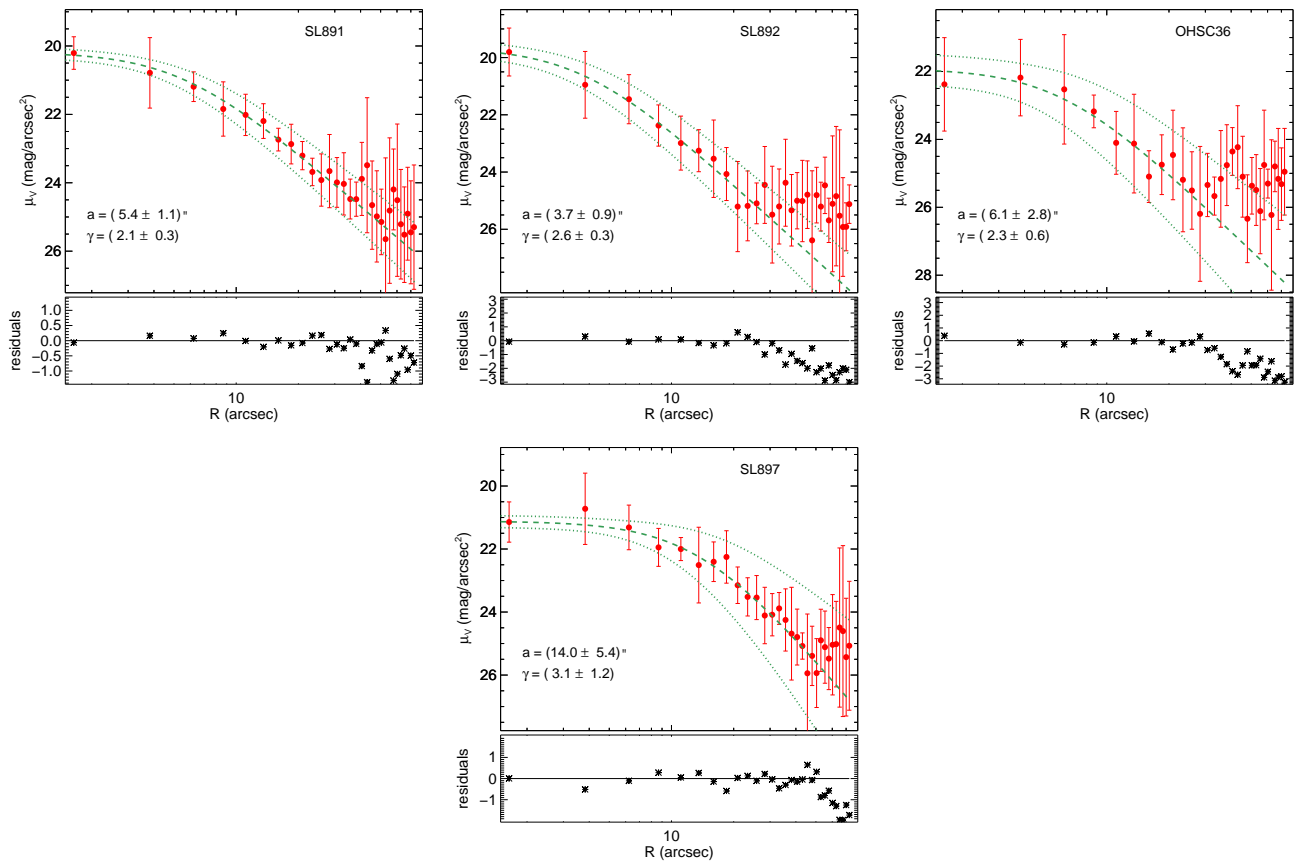 SL891
20
22
24
26
μV (mag/arcsec2)
a = ( 5.4 ± 1.1)"
γ = ( 2.1 ± 0.3)
1.0
0.5
0.0
−0.5
−1.0
residuals
10
R (arcsec)
SL892
20
22
24
26
μV (mag/arcsec2)
a = ( 3.7 ± 0.9)"
γ = ( 2.6 ± 0.3)
3
2
1
0
−1
−2
−3
residuals
10
R (arcsec)
OHSC36
22
24
26
28
μV (mag/arcsec2)
a = ( 6.1 ± 2.8)"
γ = ( 2.3 ± 0.6)
3
2
1
0
−1
−2
−3
residuals
10
R (arcsec)
SL897
20
22
24
26
μV (mag/arcsec2)
a = (14.0 ± 5.4)"
γ = ( 3.1 ± 1.2)
1
0
−1
residuals
10
R (arcsec)